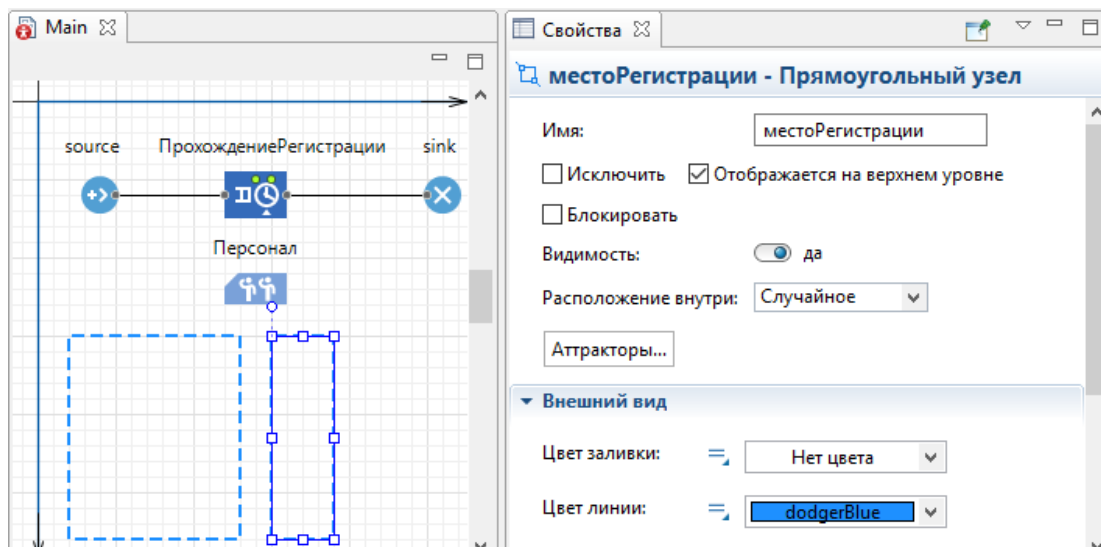 Main
source ПрохождениеРегистрации sink
Персонал
Свойства
местоРегистрации - Прямоугольный узел
Имя: местоРегистрации
Исключить Отображается на верхнем уровне
Блокировать
Видимость: да
Расположение внутри: Случайное
Аттракторы...
Внешний вид
Цвет заливки: Нет цвета
Цвет линии: dodgerBlue